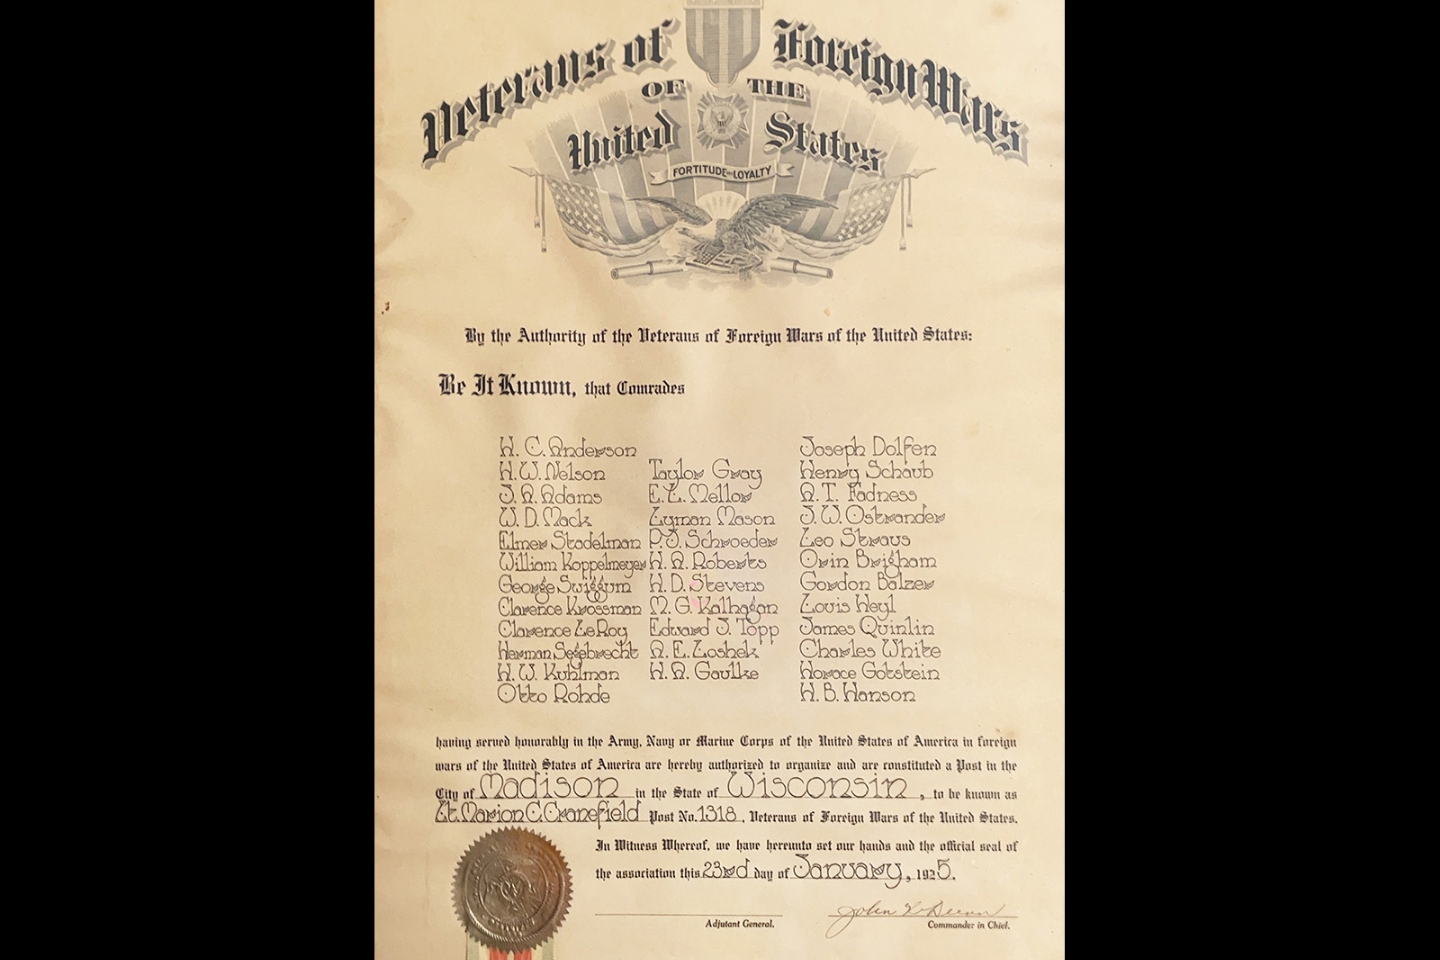 Veterans of Foreign Wars
OF THE
United States
FORTITUDE AND LOYALTY
By the Authority of the Veterans of Foreign Wars of the United States:
Be It Known, that Comrades
H. C. Anderson
H. W. Nelson
J. A. Adams
W. D. Mack
Elmer Stadelman
William Koppelmeyer
George Swiggum
Clarence Krossman
Clarence LeRoy
Herman Segebrecht
H. W. Kuhlman
Otto Rohde
Taylor Gray
E. L. Mellor
Lyman Mason
P. J. Schroeder
H. A. Roberts
H. D. Stevens
M. G. Kalhagan
Edward J. Topp
A. E. Loshek
H. A. Gaulke
Joseph Dolfen
Henry Schaub
A. T. Fadness
J. W. Ostrander
Leo Straus
Orin Brigham
Gordon Balzer
Louis Heyl
James Quinlin
Charles White
Horace Gotstein
H. B. Hanson
having served honorably in the Army, Navy or Marine Corps of the United States of America in foreign
wars of the United States of America are hereby authorized to organize and are constituted a Post in the
City of Madison in the State of Wisconsin, to be known as
Lt. Marion C. Cranefield Post No. 1318, Veterans of Foreign Wars of the United States.
In Witness Whereof, we have hereunto set our hands and the official seal of
the association this 23rd day of January, 1925.
John
Adjutant General.
Commander in Chief.